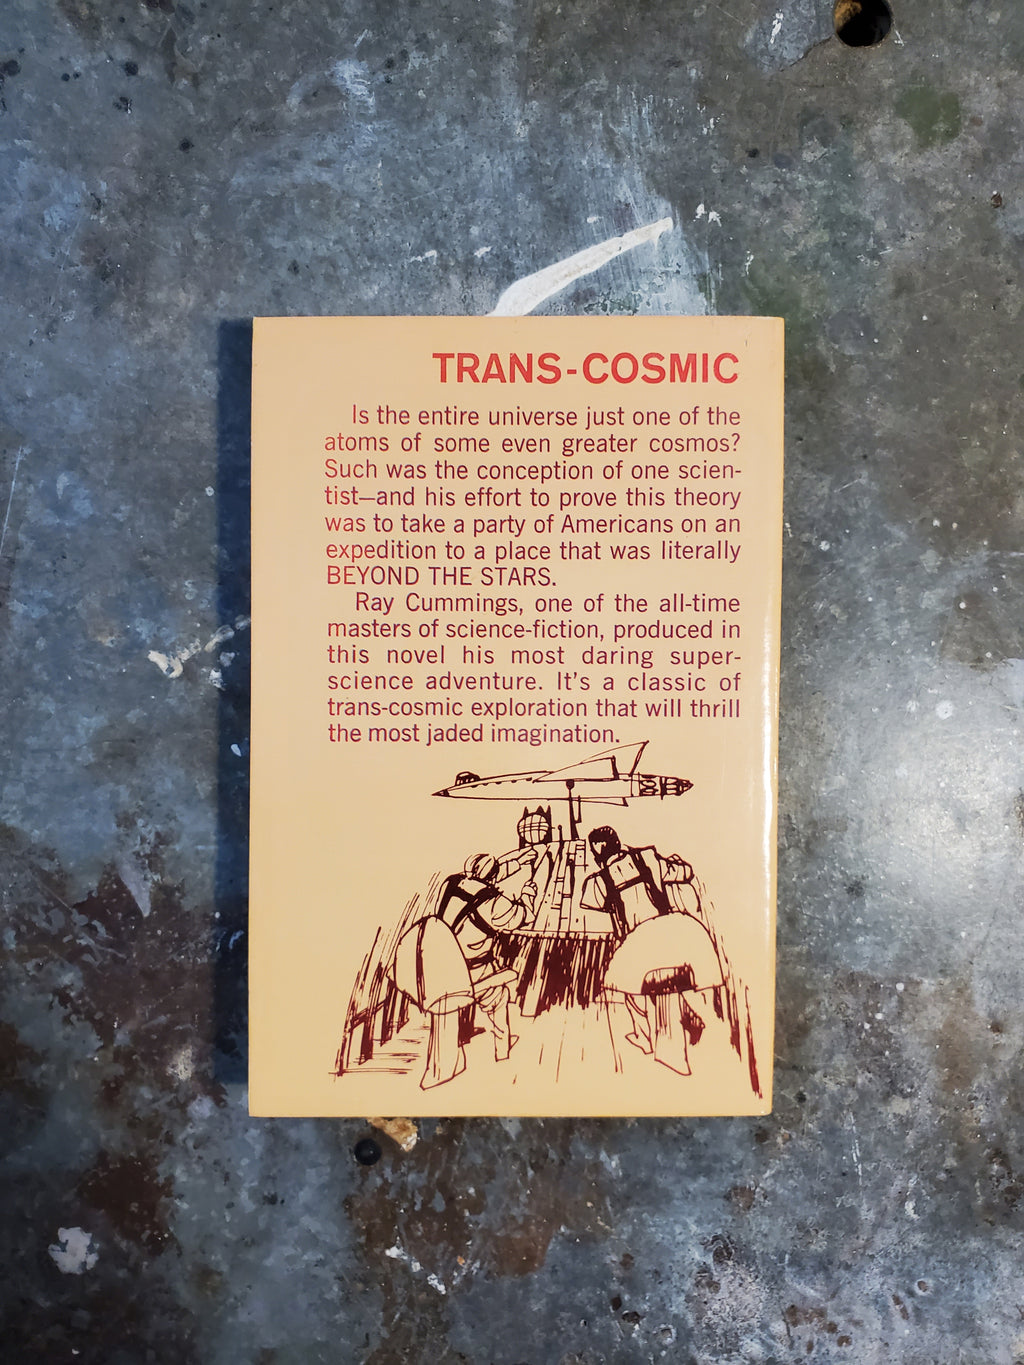 TRANS-COSMIC
Is the entire universe just one of the
atoms of some even greater cosmos?
Such was the conception of one scien-
tist—and his effort to prove this theory
was to take a party of Americans on an
expedition to a place that was literally
BEYOND THE STARS.
Ray Cummings, one of the all-time
masters of science-fiction, produced in
this novel his most daring super-
science adventure. It's a classic of
trans-cosmic exploration that will thrill
the most jaded imagination.